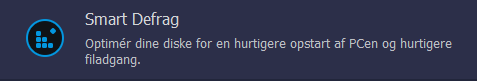 Smart Defrag
Optimér dine diske for en hurtigere opstart af PCen og hurtigere
filadgang.